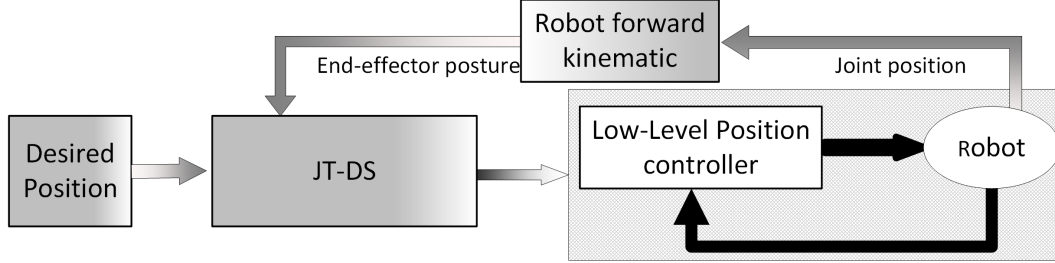 Robot forward
kinematic
End-effector posture
Joint position
Desired
Position
JT-DS
Low-Level Position
controller
Robot